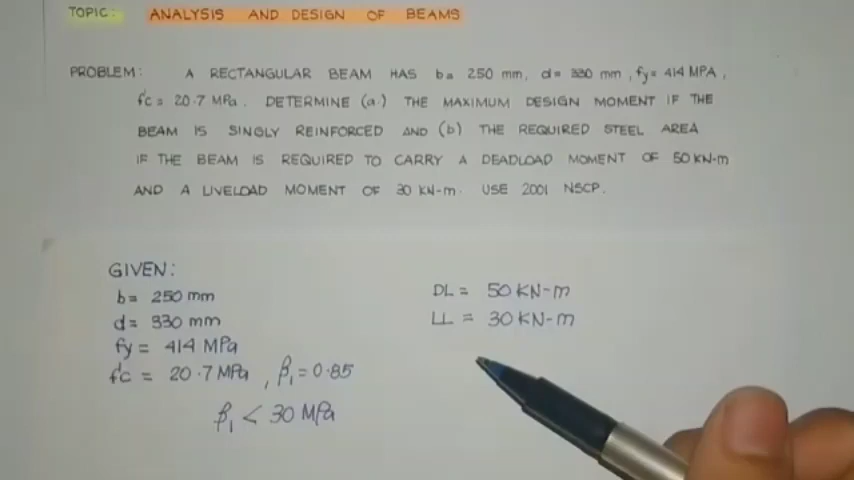 TOPIC: ANALYSIS AND DESIGN OF BEAMS
PROBLEM: A RECTANGULAR BEAM HAS b= 250 mm, d= 330 mm, fy= 414 MPA,
f'c = 20.7 MPa. DETERMINE (a.) THE MAXIMUM DESIGN MOMENT IF THE
BEAM IS SINGLY REINFORCED AND (b) THE REQUIRED STEEL AREA
IF THE BEAM IS REQUIRED TO CARRY A DEADLOAD MOMENT OF 50 KN-m
AND A LIVELOAD MOMENT OF 30 KN-m. USE 2001 NSCP.
GIVEN:
b= 250 mm
d= 330 mm
fy= 414 MPa
f'c = 20.7 MPa, β₁ = 0.85
β₁ < 30 MPa
DL = 50 KN-m
LL = 30 KN-m